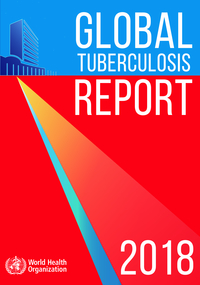 GLOBAL
TUBERCULOSIS
REPORT
World Health
Organization
2018